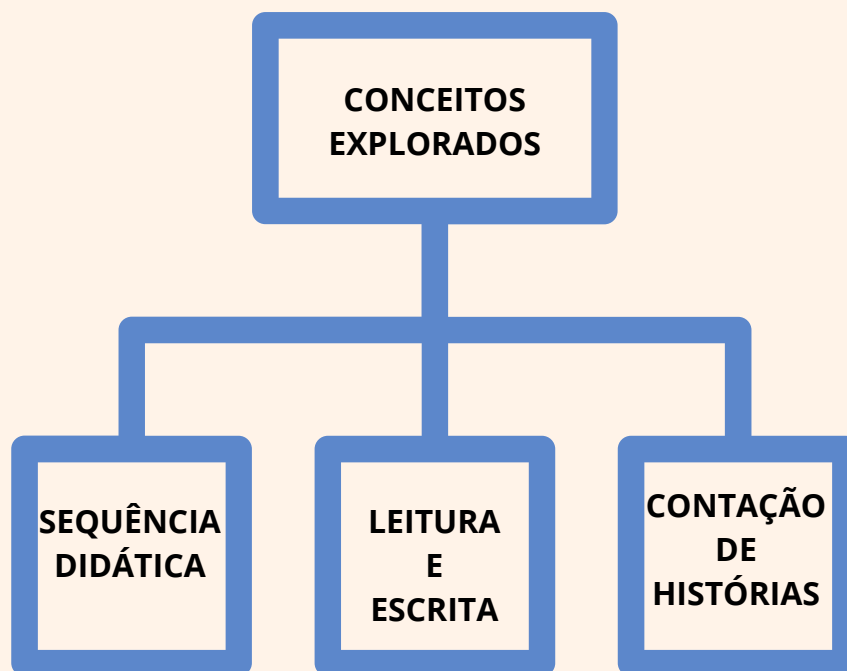 CONCEITOS
EXPLORADOS
SEQUÊNCIA
DIDÁTICA
LEITURA
E
ESCRITA
CONTAÇÃO
DE
HISTÓRIAS